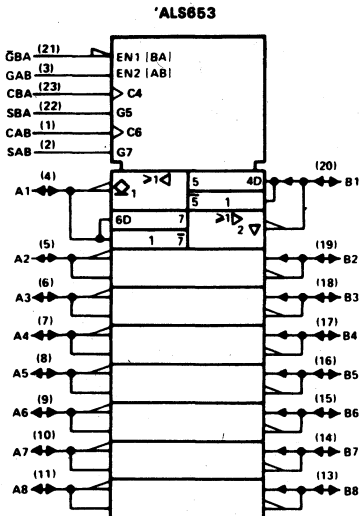 'ALS653
G̅BA (21) EN1 [BA]
GAB (3) EN2 [AB]
CBA (23) C4
SBA (22) G5
CAB (1) C6
SAB (2) G7
A1 (4) 1 ≥1 5 4D (20) B1
5̅ 1
6D 7 ≥1
1 7̅ 2
A2 (5) (19) B2
A3 (6) (18) B3
A4 (7) (17) B4
A5 (8) (16) B5
A6 (9) (15) B6
A7 (10) (14) B7
A8 (11) (13) B8